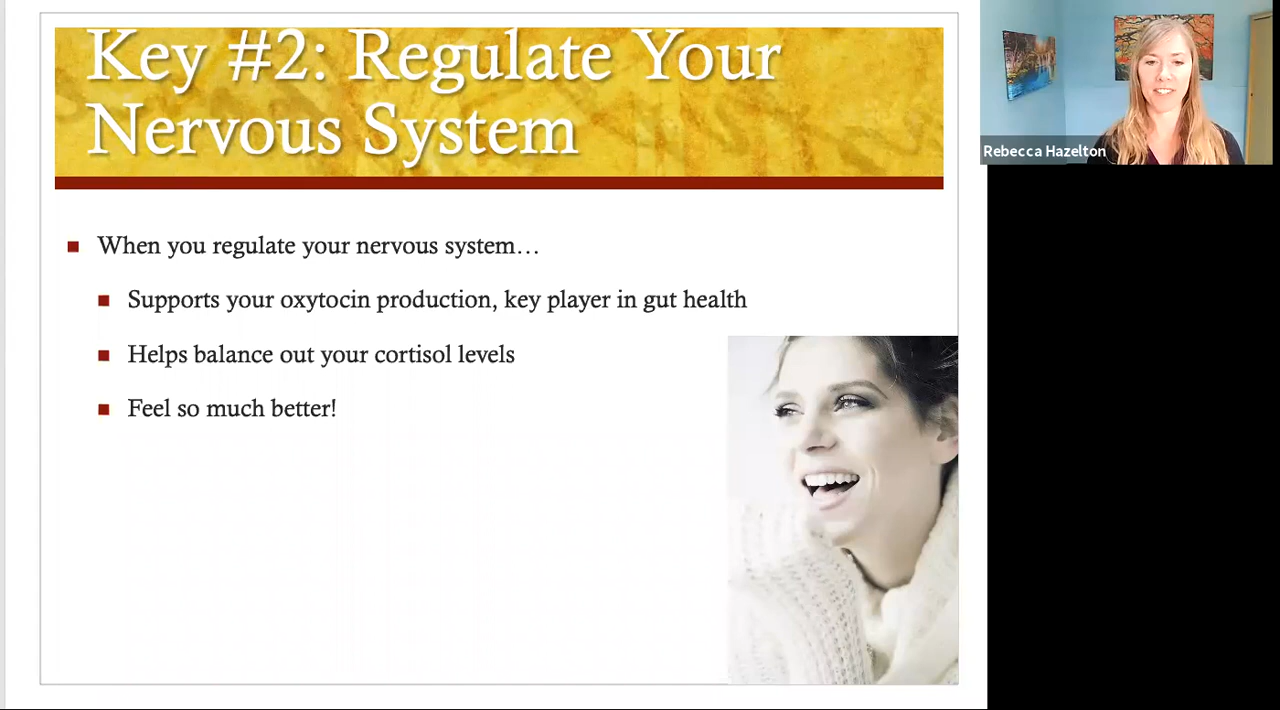 Key #2: Regulate Your
Nervous System
When you regulate your nervous system…
Supports your oxytocin production, key player in gut health
Helps balance out your cortisol levels
Feel so much better!
Rebecca Hazelton